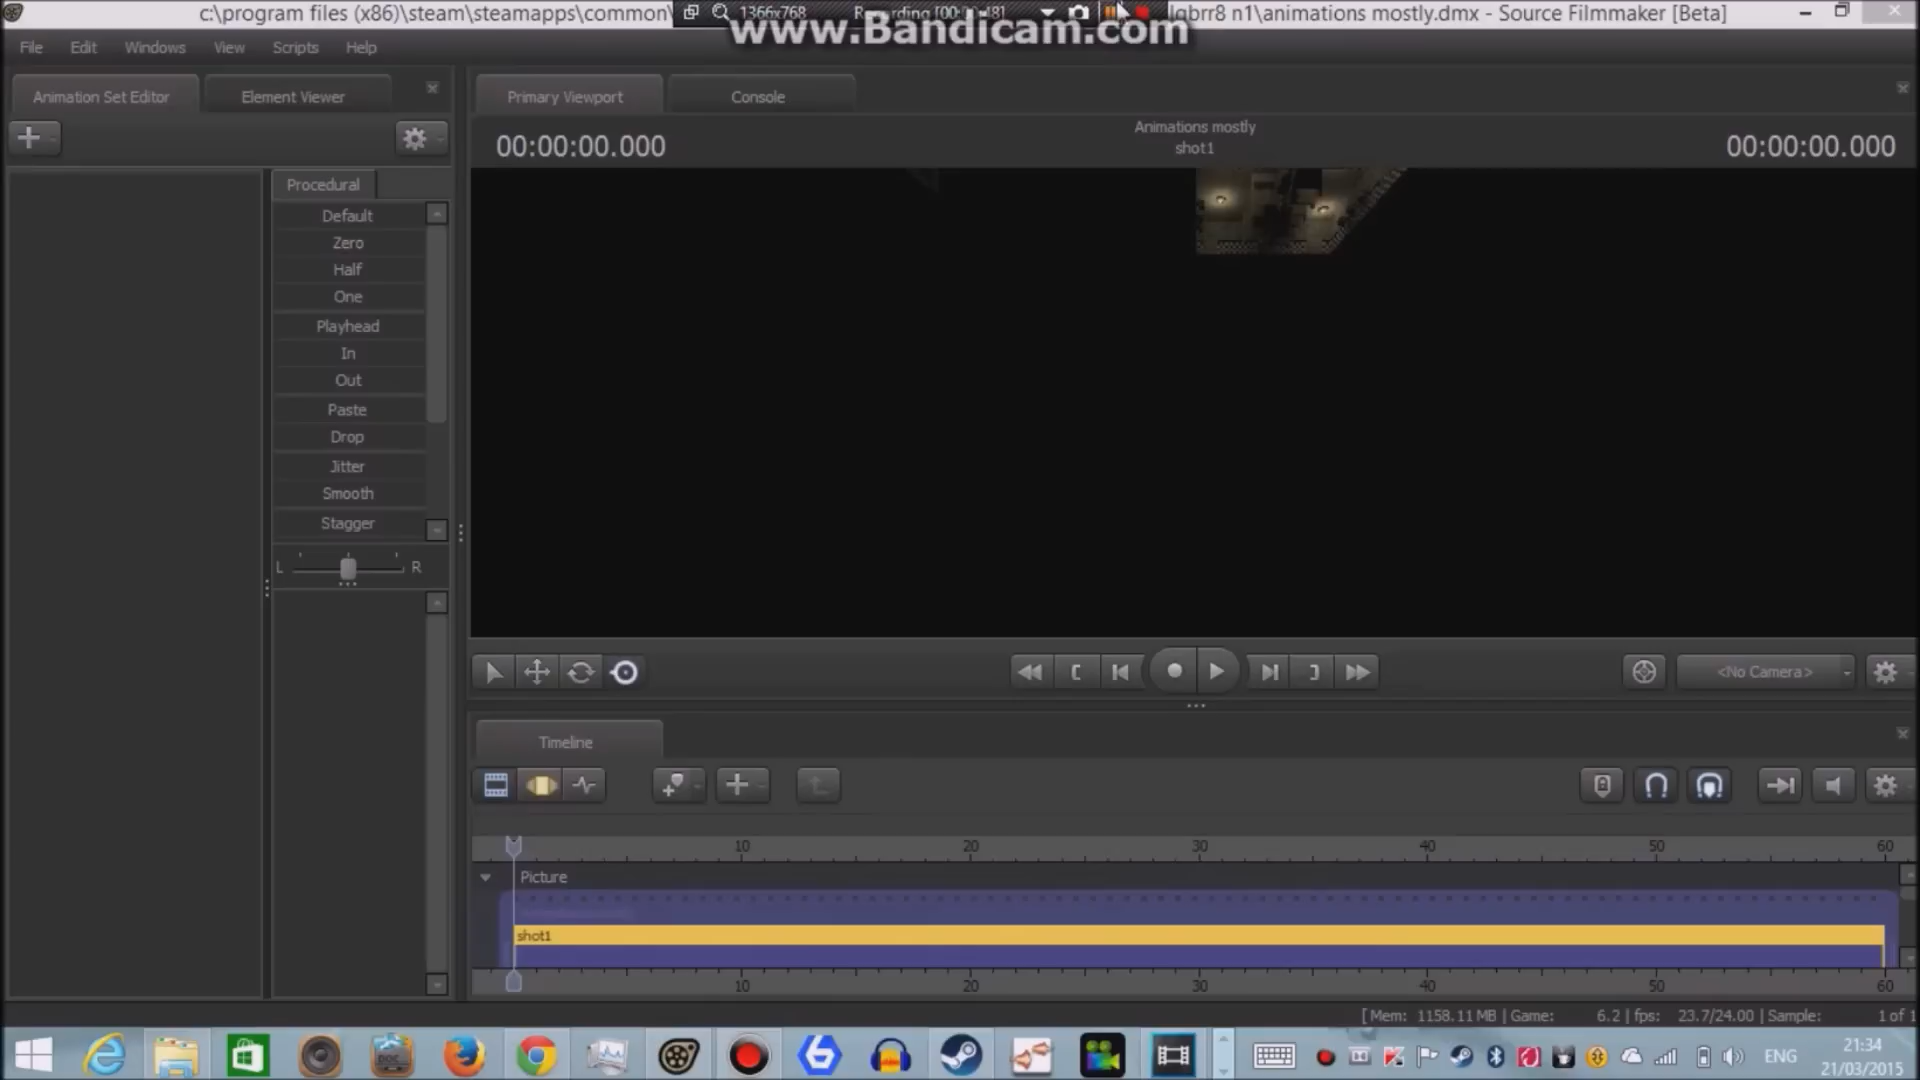 c:\program files (x86)\steam\steamapps\common\ 1366x768 n1\animations mostly.dmx - Source Filmmaker [Beta]
www.Bandicam.com
File Edit Windows View Scripts Help
Animation Set Editor Element Viewer Primary Viewport Console
Animations mostly
00:00:00.000 shot1 00:00:00.000
Procedural
Default
Zero
Half
One
Playhead
In
Out
Paste
Drop
Jitter
Smooth
Stagger
L R
<No Camera>
Timeline
10 20 30 40 50 60
Picture
shot1
10 20 30 40 50 60
[ Mem: 1158.11 MB | Game: 6.2 | fps: 23.7/24.00 | Sample: 1 of 1
ENG 21:34
21/03/2015